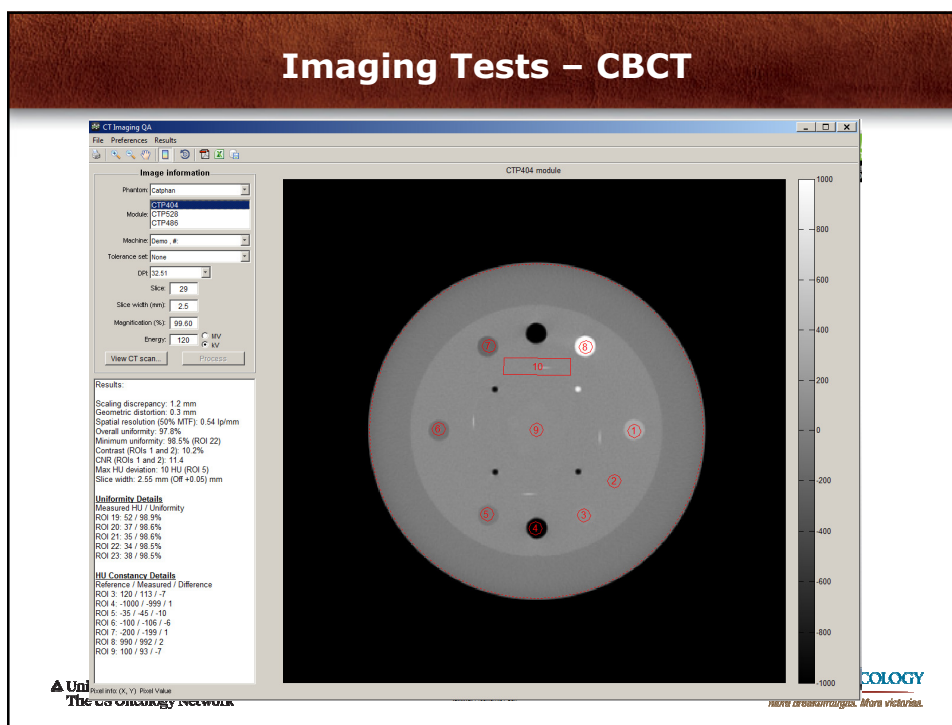 Imaging Tests – CBCT
CT Imaging QA
File Preferences Results
Image information
Phantom: Catphan
Module:
CTP404
CTP528
CTP486
Machine: Demo , #:
Tolerance set: None
DPI: 32.51
Slice: 29
Slice width (mm): 2.5
Magnification (%): 99.60
Energy: 120
MV
kV
View CT scan...
Process
Results:
Scaling discrepancy: 1.2 mm
Geometric distortion: 0.3 mm
Spatial resolution (50% MTF): 0.54 lp/mm
Overall uniformity: 97.8%
Minimum uniformity: 98.5% (ROI 22)
Contrast (ROIs 1 and 2): 10.2%
CNR (ROIs 1 and 2): 11.4
Max HU deviation: 10 HU (ROI 5)
Slice width: 2.55 mm (Off +0.05) mm
Uniformity Details
Measured HU / Uniformity
ROI 19: 52 / 98.9%
ROI 20: 37 / 98.6%
ROI 21: 35 / 98.6%
ROI 22: 34 / 98.5%
ROI 23: 38 / 98.5%
HU Constancy Details
Reference / Measured / Difference
ROI 3: 120 / 113 / -7
ROI 4: -1000 / -999 / 1
ROI 5: -35 / -45 / -10
ROI 6: -100 / -106 / -6
ROI 7: -200 / -199 / 1
ROI 8: 990 / 992 / 2
ROI 9: 100 / 93 / -7
Pixel info: (X, Y) Pixel Value
CTP404 module
7
8
10
6
9
1
2
5
4
3
1000
800
600
400
200
0
-200
-400
-600
-800
-1000
Uni
The US Oncology Network
COLOGY
More breakthroughs. More victories.